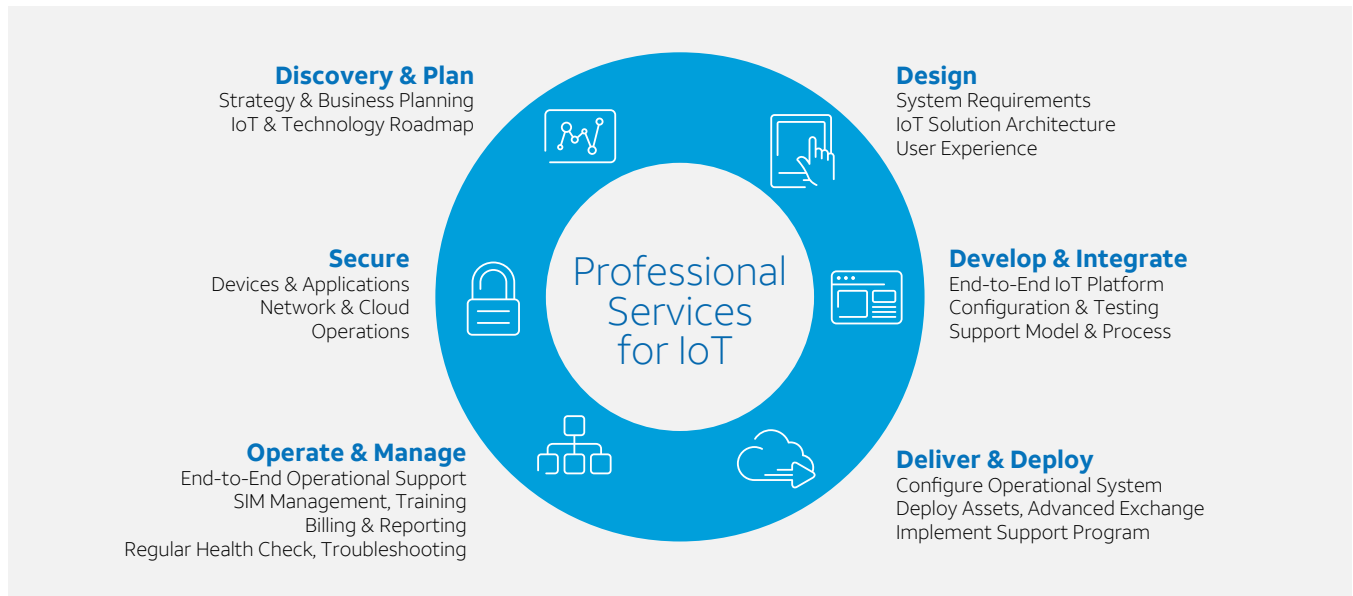 Discovery & Plan
Strategy & Business Planning
IoT & Technology Roadmap
Design
System Requirements
IoT Solution Architecture
User Experience
Secure
Devices & Applications
Network & Cloud
Operations
Professional
Services
for IoT
Develop & Integrate
End-to-End IoT Platform
Configuration & Testing
Support Model & Process
Operate & Manage
End-to-End Operational Support
SIM Management, Training
Billing & Reporting
Regular Health Check, Troubleshooting
Deliver & Deploy
Configure Operational System
Deploy Assets, Advanced Exchange
Implement Support Program